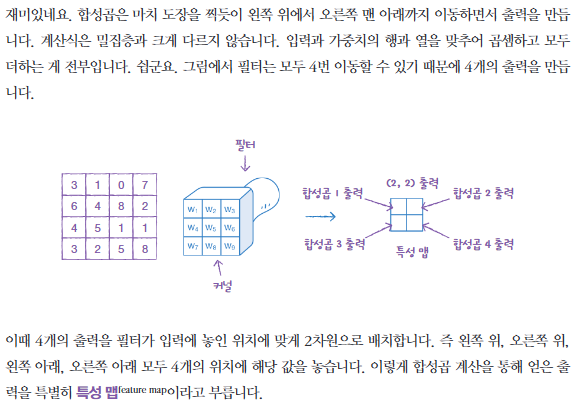 재미있네요. 합성곱은 마치 도장을 찍듯이 왼쪽 위에서 오른쪽 맨 아래까지 이동하면서 출력을 만듭
니다. 계산식은 밀집층과 크게 다르지 않습니다. 입력과 가중치의 행과 열을 맞추어 곱셈하고 모두
더하는 게 전부입니다. 쉽군요. 그림에서 필터는 모두 4번 이동할 수 있기 때문에 4개의 출력을 만듭
니다.
필터
3 1 0 7
6 4 8 2
4 5 1 1
3 2 5 8
W₁ W₂ W₃
W₄ W₅ W₆
W₇ W₈ W₉
커널
(2, 2) 출력
합성곱 1 출력
합성곱 2 출력
합성곱 3 출력
합성곱 4 출력
특성 맵
이때 4개의 출력을 필터가 입력에 놓인 위치에 맞게 2차원으로 배치합니다. 즉 왼쪽 위, 오른쪽 위,
왼쪽 아래, 오른쪽 아래 모두 4개의 위치에 해당 값을 놓습니다. 이렇게 합성곱 계산을 통해 얻은 출
력을 특별히 특성 맵feature map이라고 부릅니다.